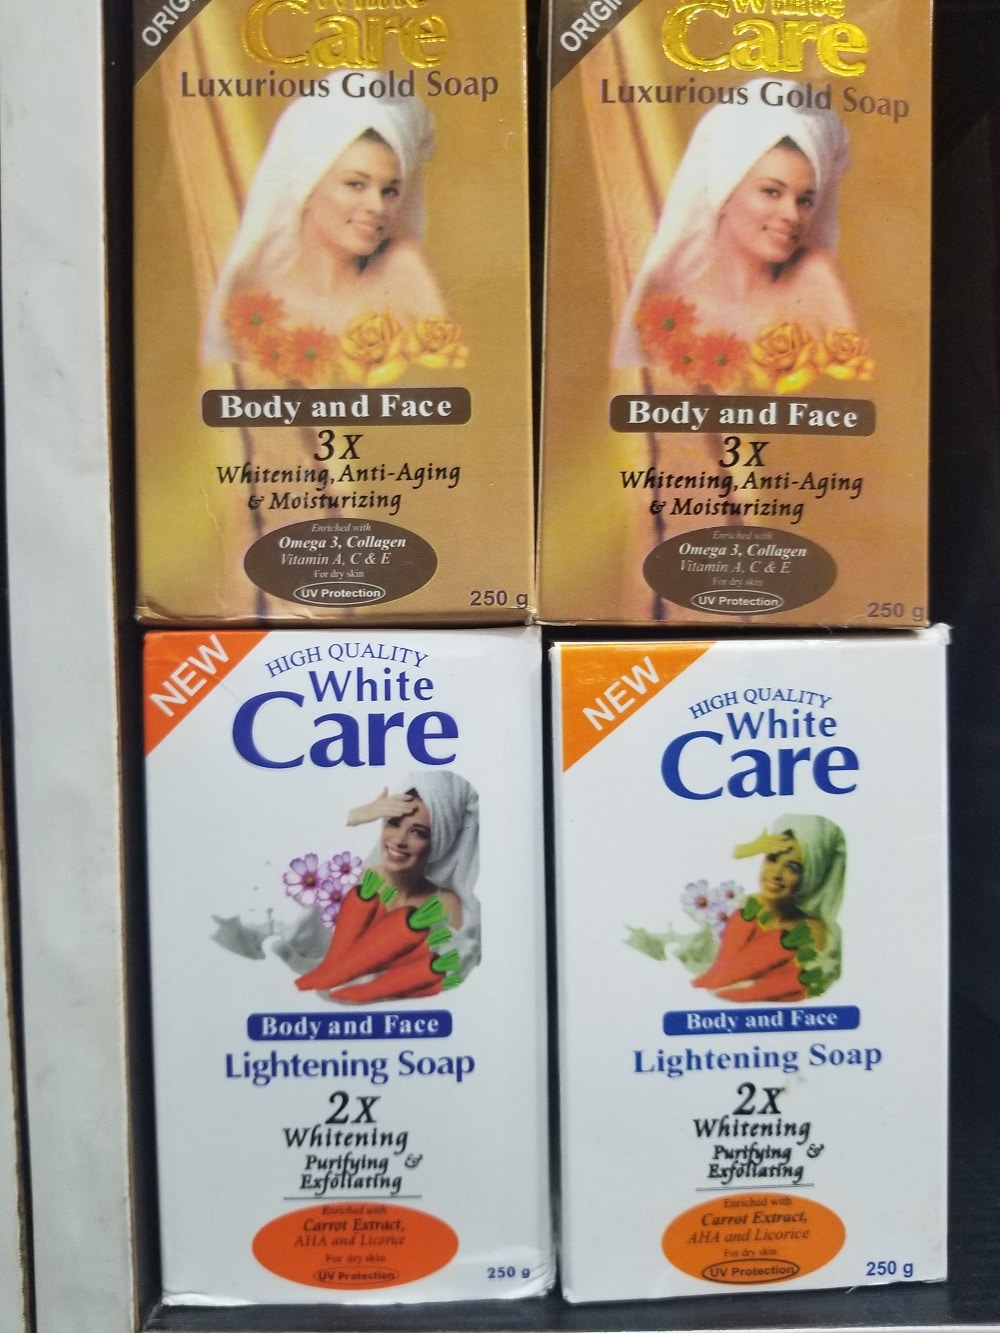 ORIG
White
Care
Luxurious Gold Soap
Body and Face
3X
Whitening, Anti-Aging
& Moisturizing
Enriched with
Omega 3, Collagen
Vitamin A, C & E
For dry skin
UV Protection
250 g
ORIGI
White
Care
Luxurious Gold Soap
Body and Face
3X
Whitening, Anti-Aging
& Moisturizing
Enriched with
Omega 3, Collagen
Vitamin A, C & E
For dry skin
UV Protection
250 g
NEW
HIGH QUALITY
White
Care
Body and Face
Lightening Soap
2X
Whitening
Purifying &
Exfoliating
Enriched with
Carrot Extract,
AHA and Licorice
For dry skin
UV Protection
250 g
NEW
HIGH QUALITY
White
Care
Body and Face
Lightening Soap
2X
Whitening
Purifying &
Exfoliating
Enriched with
Carrot Extract,
AHA and Licorice
For dry skin
UV Protection
250 g